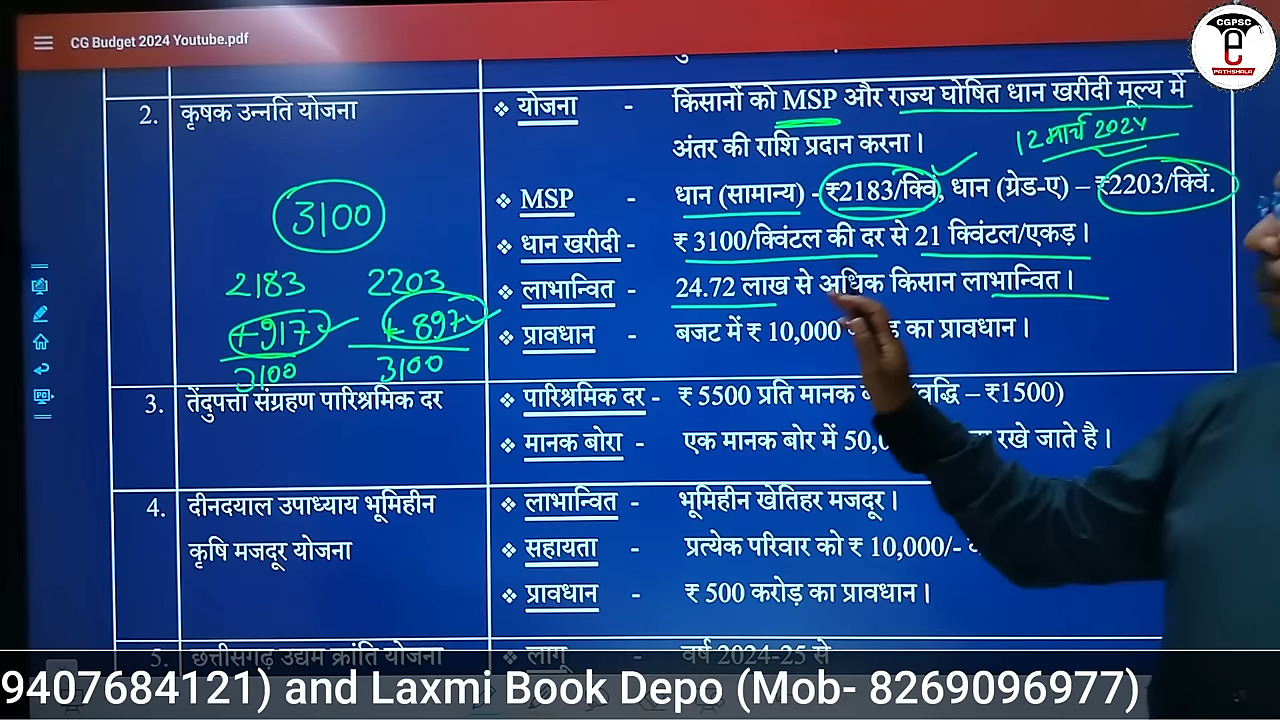 CG Budget 2024 Youtube.pdf
CGPSC
e
PATHSHALA
2. कृषक उन्नति योजना
❖ योजना - किसानों को MSP और राज्य घोषित धान खरीदी मूल्य में
अंतर की राशि प्रदान करना।
12 मार्च 2024
❖ MSP - धान (सामान्य) - ₹2183/क्विं, धान (ग्रेड-ए) – ₹2203/क्विं.
❖ धान खरीदी - ₹ 3100/क्विंटल की दर से 21 क्विंटल/एकड़।
❖ लाभान्वित - 24.72 लाख से अधिक किसान लाभान्वित।
❖ प्रावधान - बजट में ₹ 10,000 का प्रावधान।
3100
2183 2203
+917 + 897
3100 3100
3. तेंदुपत्ता संग्रहण पारिश्रमिक दर
❖ पारिश्रमिक दर - ₹ 5500 प्रति मानक – ₹1500)
❖ मानक बोरा - एक मानक बोर में रखे जाते है।
4. दीनदयाल उपाध्याय भूमिहीन
कृषि मजदूर योजना
❖ लाभान्वित - भूमिहीन खेतिहर मजदूर।
❖ सहायता - प्रत्येक परिवार को ₹ 10,000/-
❖ प्रावधान - ₹ 500 करोड़ का प्रावधान।
5. छत्तीसगढ़ उद्यम क्रांति योजना
❖ लागू - वर्ष 2024-25 से
9407684121) and Laxmi Book Depo (Mob- 8269096977)